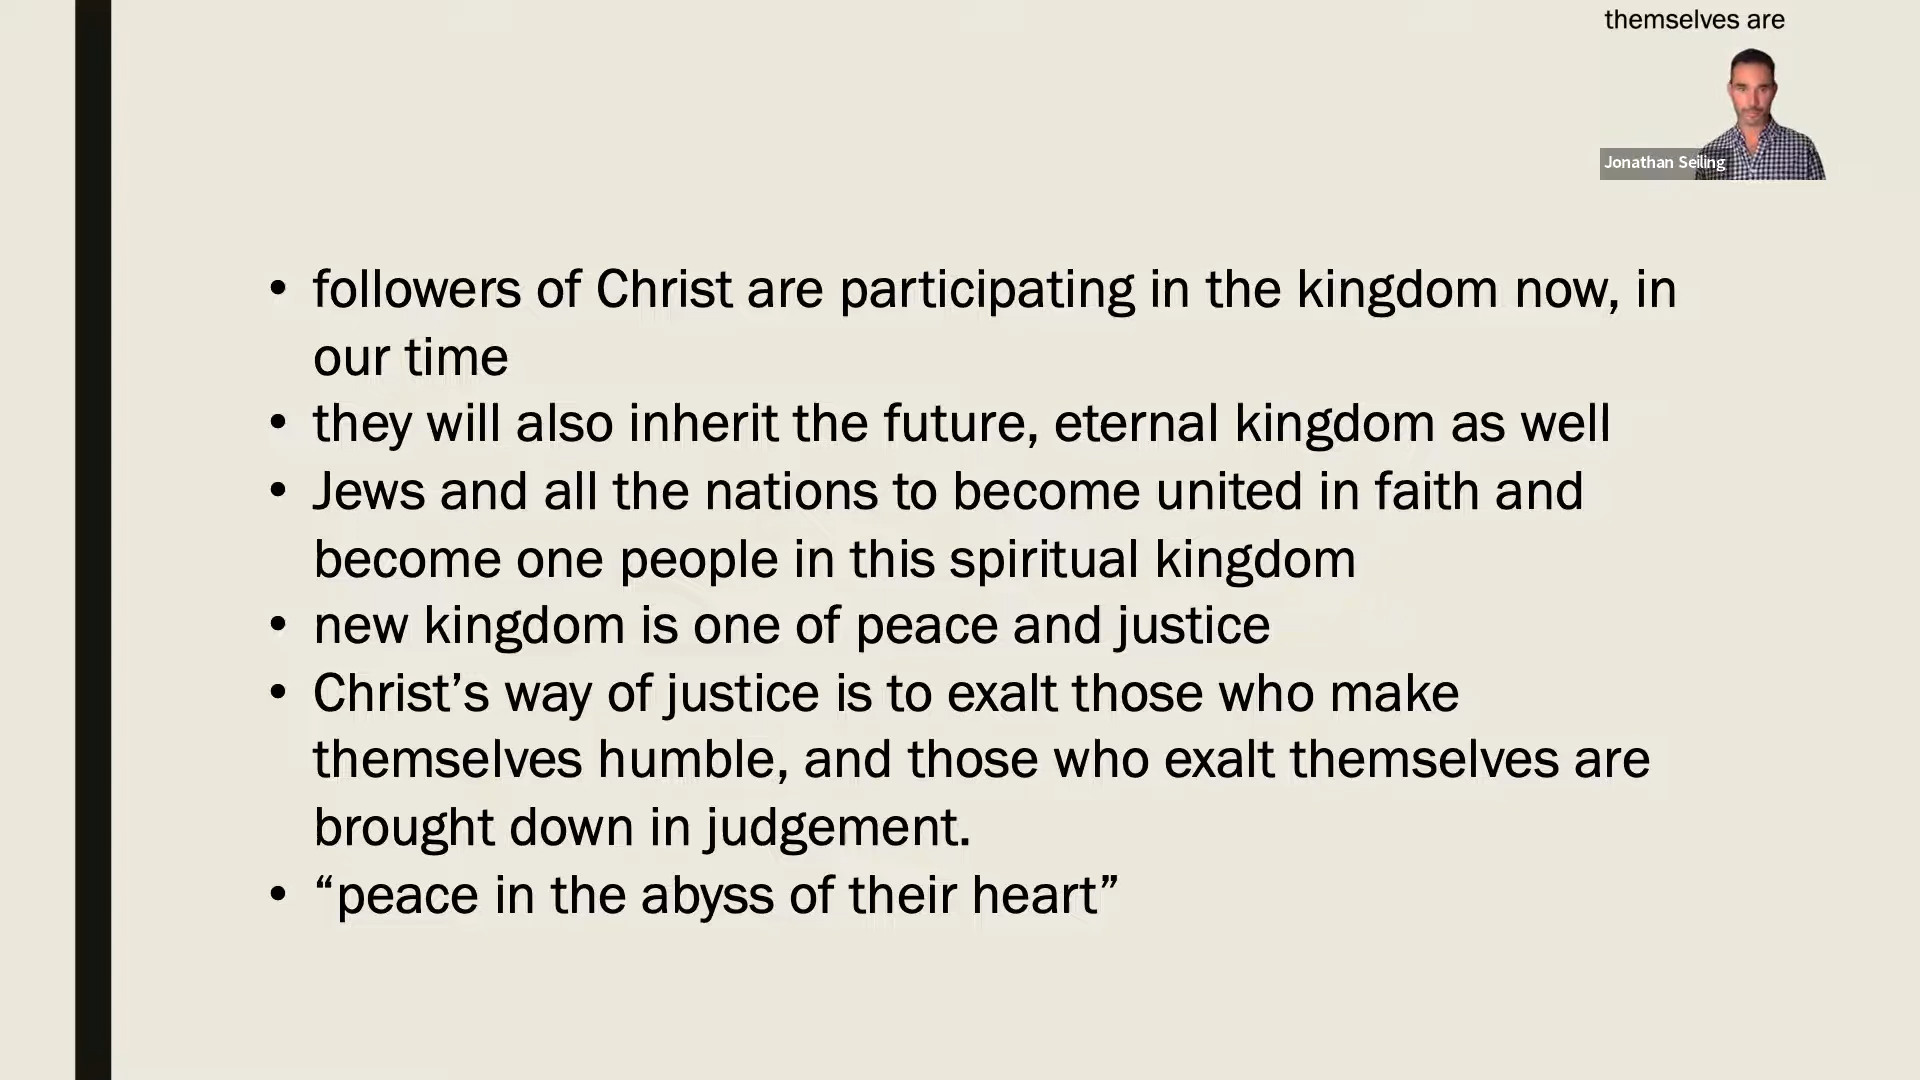 themselves are
Jonathan Seiling
• followers of Christ are participating in the kingdom now, in
our time
• they will also inherit the future, eternal kingdom as well
• Jews and all the nations to become united in faith and
become one people in this spiritual kingdom
• new kingdom is one of peace and justice
• Christ’s way of justice is to exalt those who make
themselves humble, and those who exalt themselves are
brought down in judgement.
• “peace in the abyss of their heart”